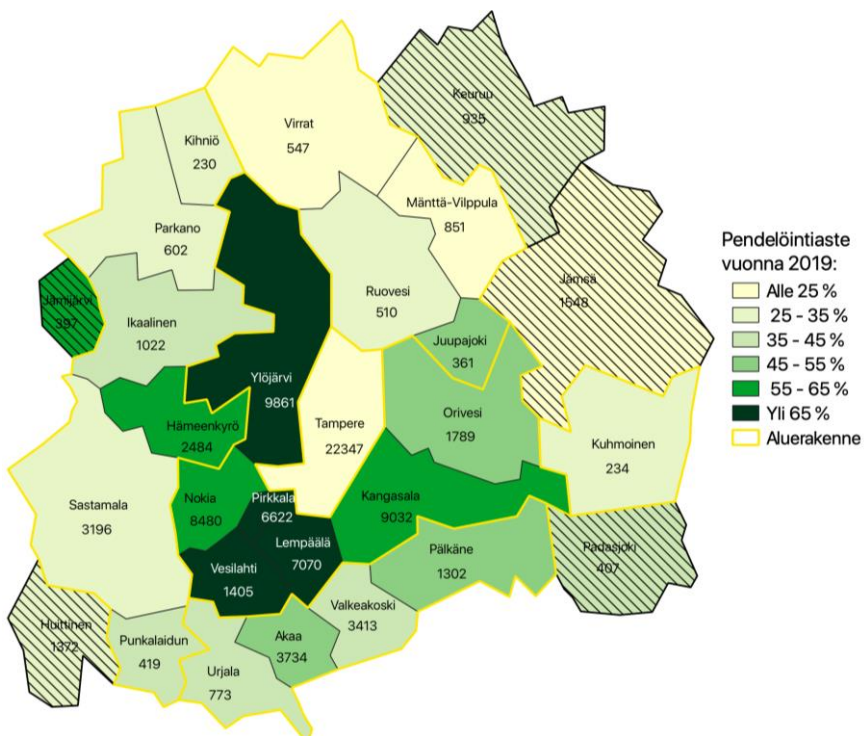 Keuruu
935
Virrat
547
Kihniö
230
Mänttä-Vilppula
851
Parkano
602
Ruovesi
510
Jämsä
1548
Jämijärvi
397
Ikaalinen
1022
Juupajoki
361
Ylöjärvi
9861
Orivesi
1789
Hämeenkyrö
2484
Tampere
22347
Kuhmoinen
234
Sastamala
3196
Nokia
8480
Pirkkala
6622
Kangasala
9032
Lempäälä
7070
Vesilahti
1405
Pälkäne
1302
Padasjoki
407
Valkeakoski
3413
Huittinen
1372
Punkalaidun
419
Akaa
3734
Urjala
773
Pendelöintiaste
vuonna 2019:
Alle 25 %
25 - 35 %
35 - 45 %
45 - 55 %
55 - 65 %
Yli 65 %
Aluerakenne